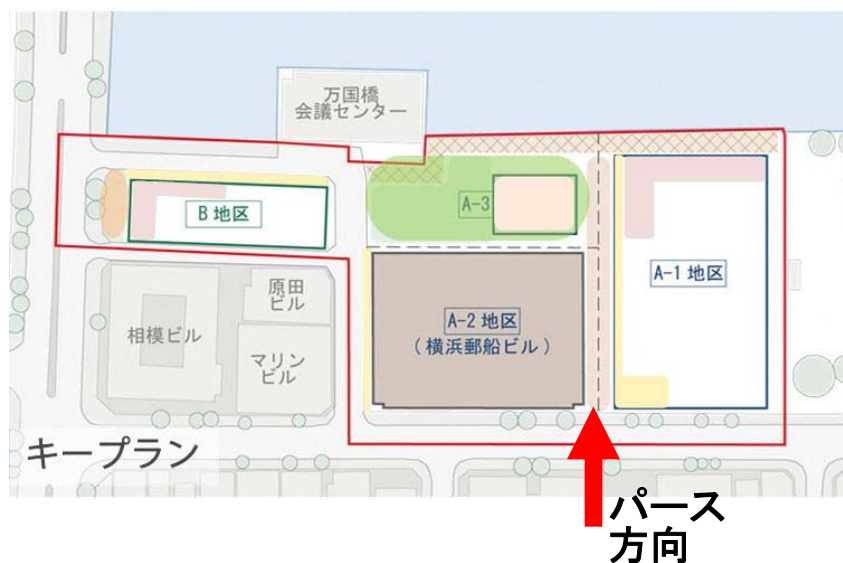 万国橋
会議センター
B 地区
A-3
A-1 地区
原田
ビル
A-2 地区
(横浜郵船ビル)
相模ビル
マリン
ビル
キープラン
パース
方向